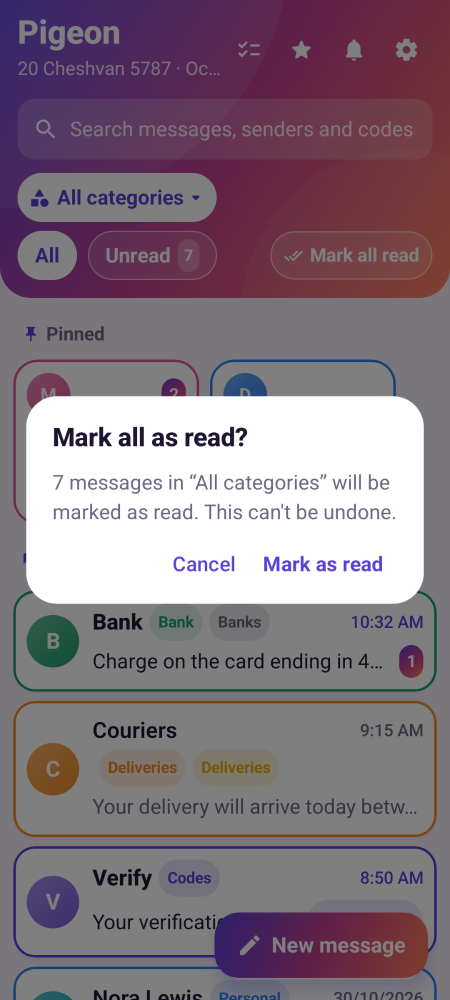 Pigeon
20 Cheshvan 5787 · Oc…
Search messages, senders and codes
All categories
All
Unread 7
Mark all read
Pinned
M 2 D
Mark all as read?
7 messages in “All categories” will be
marked as read. This can't be undone.
Cancel Mark as read
B Bank Bank Banks 10:32 AM
Charge on the card ending in 4… 1
Couriers 9:15 AM
C Deliveries Deliveries
Your delivery will arrive today betw…
V Verify Codes 8:50 AM
Your
New message
Nora Lewis Personal 30/10/2026